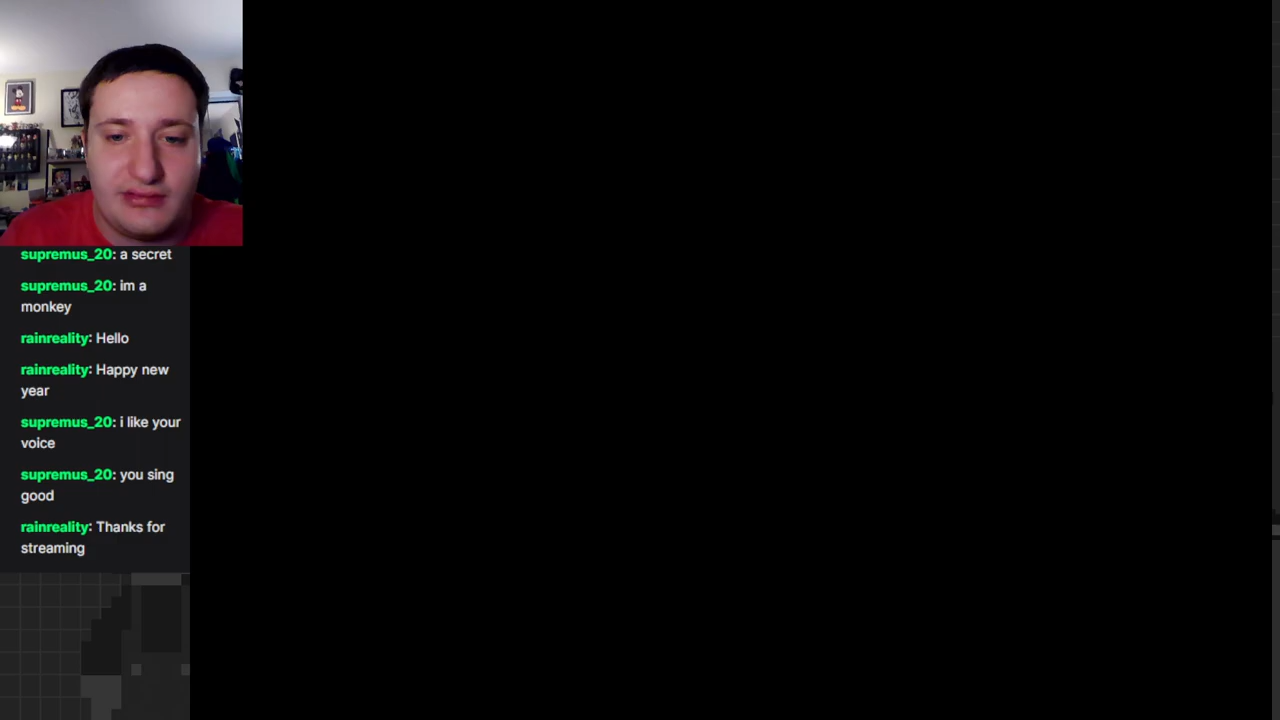 supremus_20: a secret
supremus_20: im a
monkey
rainreality: Hello
rainreality: Happy new
year
supremus_20: i like your
voice
supremus_20: you sing
good
rainreality: Thanks for
streaming